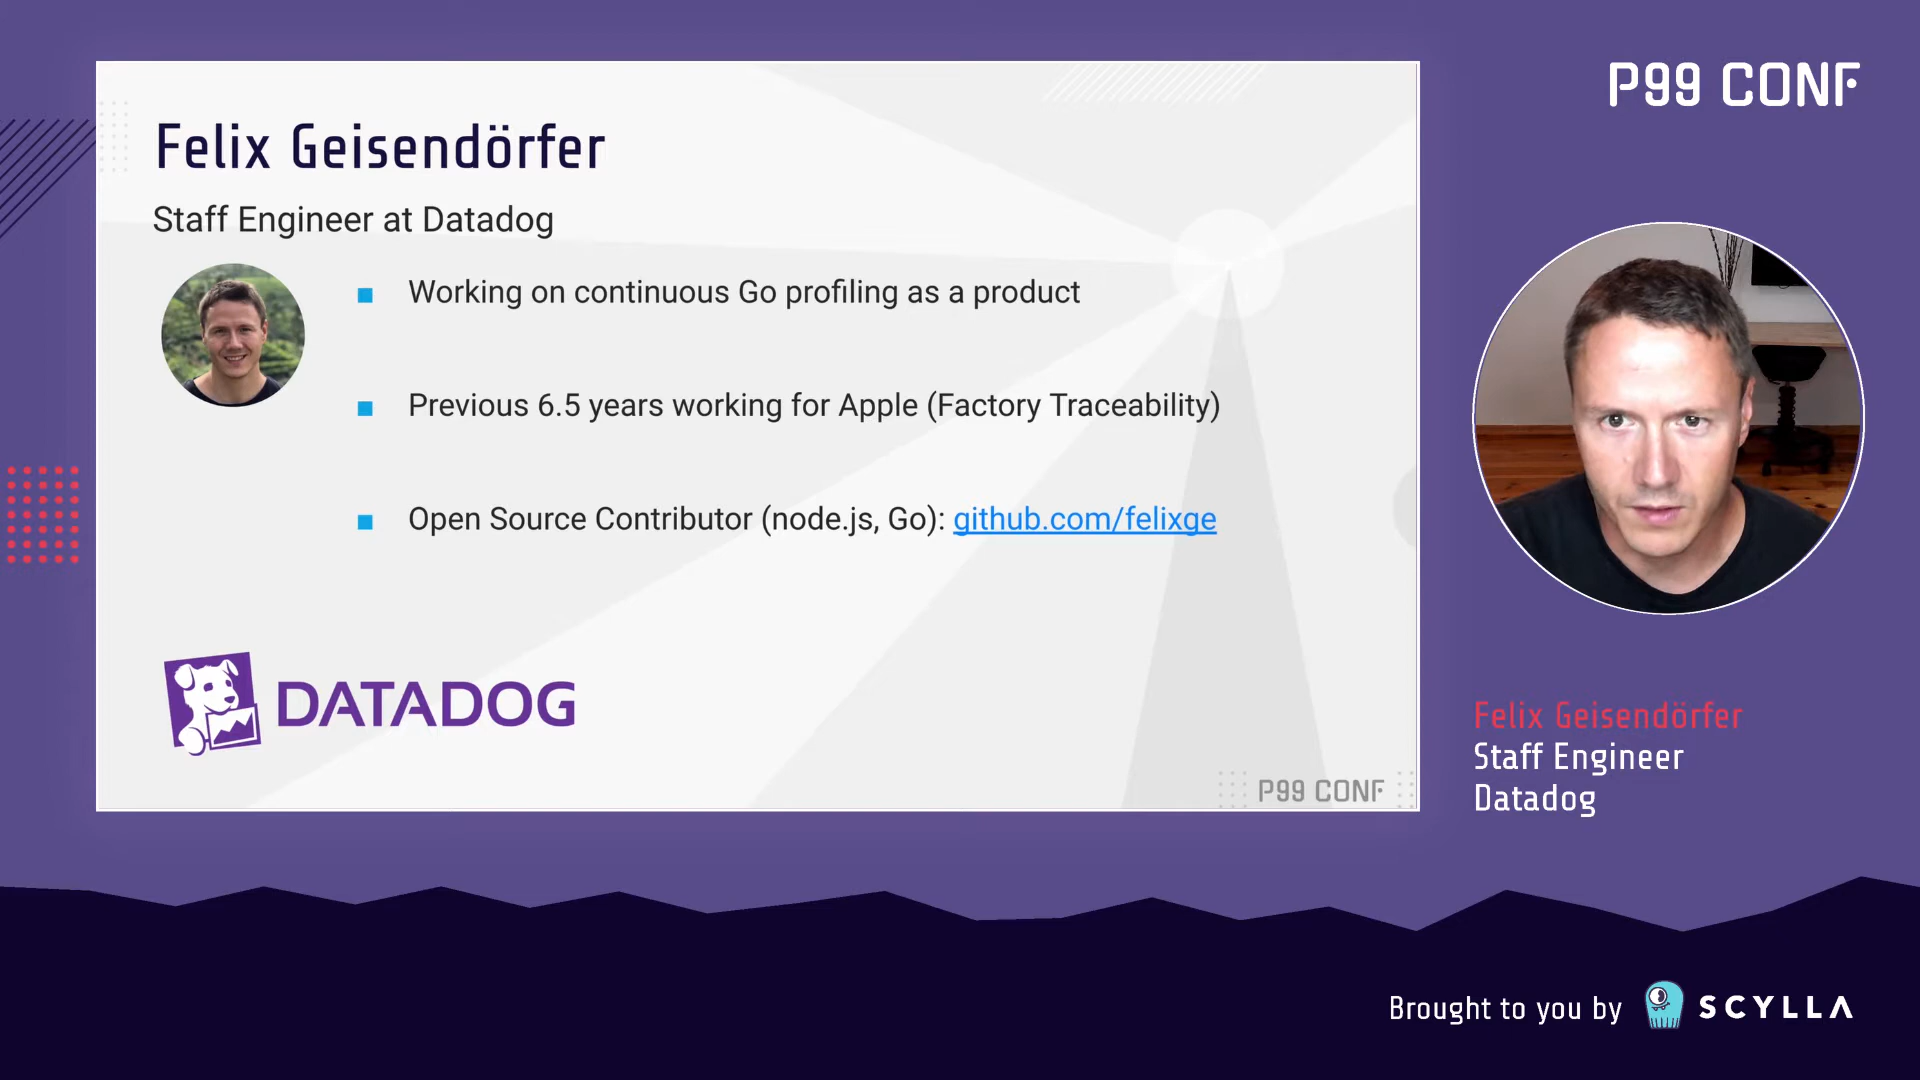 P99 CONF
Felix Geisendörfer
Staff Engineer at Datadog
Working on continuous Go profiling as a product
Previous 6.5 years working for Apple (Factory Traceability)
Open Source Contributor (node.js, Go): github.com/felixge
DATADOG
P99 CONF
Felix Geisendörfer
Staff Engineer
Datadog
Brought to you by SCYLLA